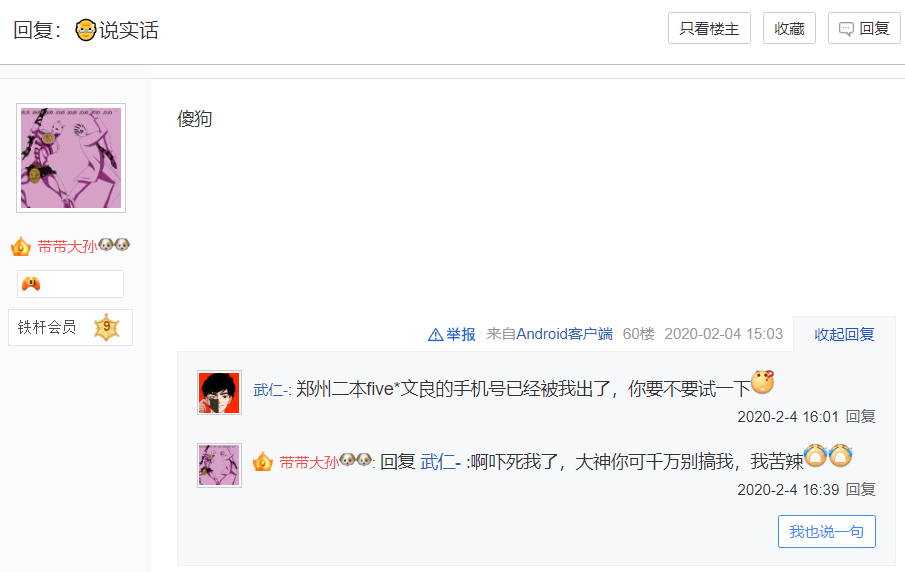 回复：说实话
只看楼主
收藏
回复
傻狗
带带大孙
铁杆会员 9
举报 来自Android客户端 60楼 2020-02-04 15:03 收起回复
武仁-: 郑州二本five*文良的手机号已经被我出了，你要不要试一下
2020-2-4 16:01 回复
带带大孙: 回复 武仁- :啊吓死我了，大神你可千万别搞我，我苦辣
2020-2-4 16:39 回复
我也说一句